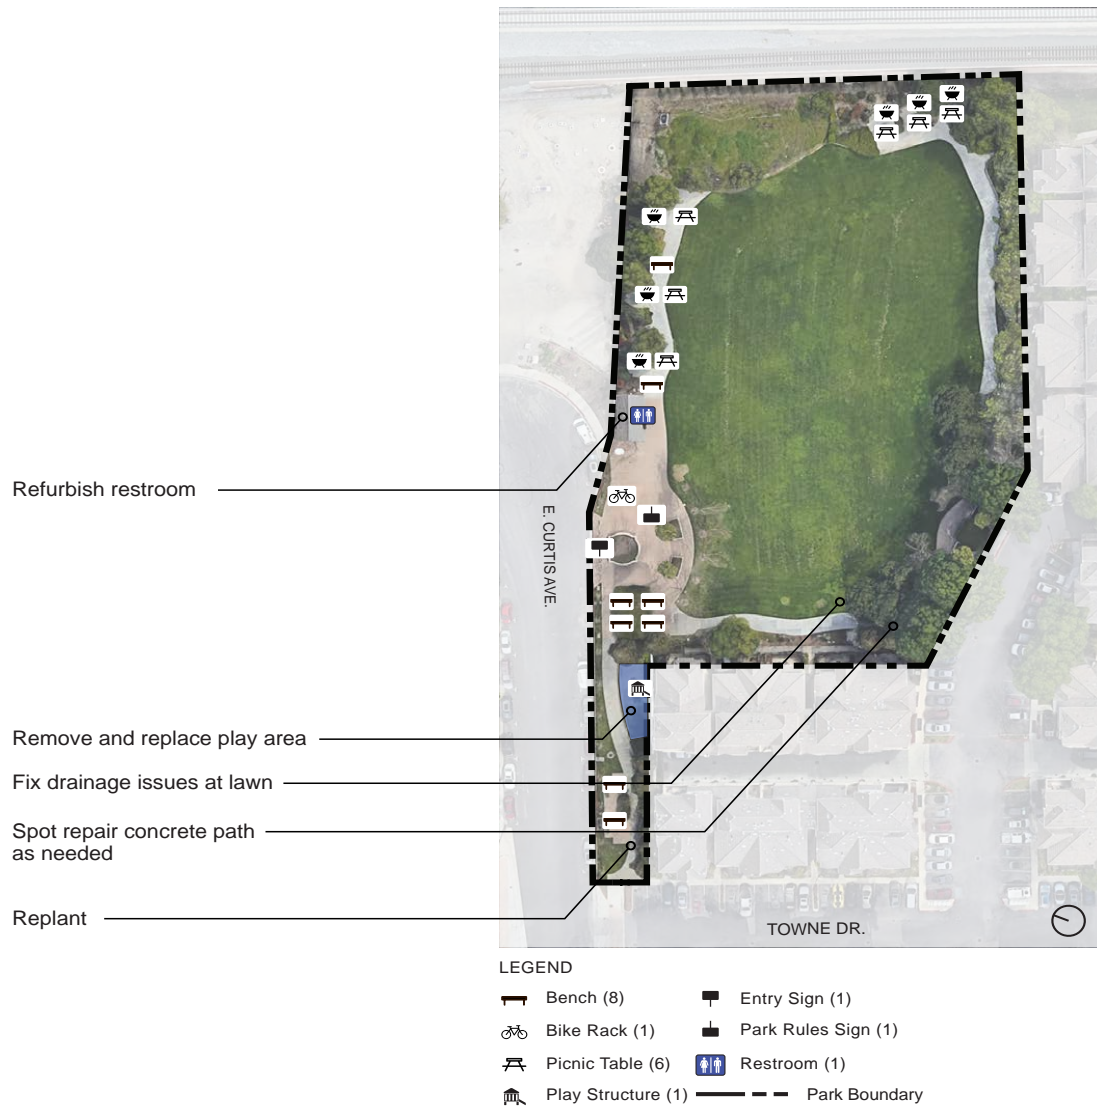 Refurbish restroom
E. CURTIS AVE.
Remove and replace play area
Fix drainage issues at lawn
Spot repair concrete path
as needed
Replant
TOWNE DR.
LEGEND
Bench (8)
Entry Sign (1)
Bike Rack (1)
Park Rules Sign (1)
Picnic Table (6)
Restroom (1)
Play Structure (1)
Park Boundary